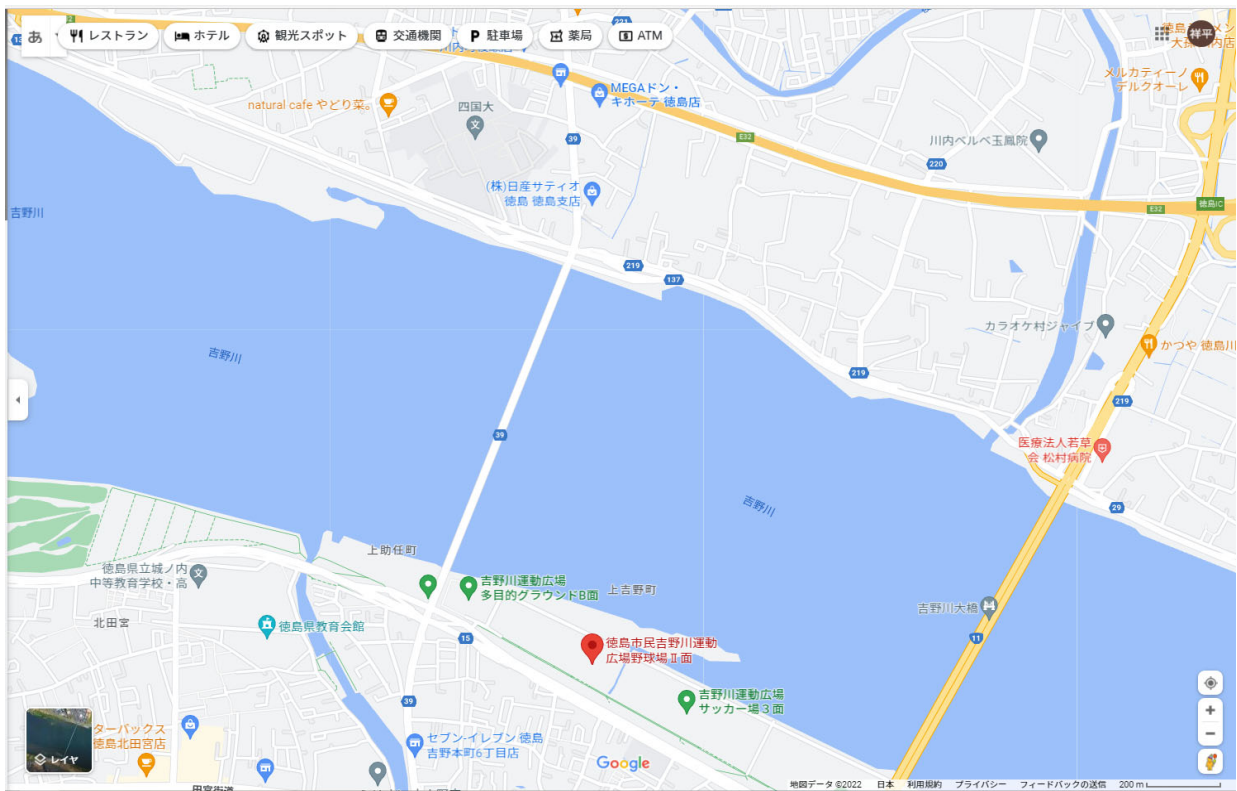 あ
レストラン
ホテル
観光スポット
交通機関
P 駐車場
薬局
ATM
祥平
221
natural cafe やどり菜。
四国大
文
MEGAドン・
キホーテ 徳島店
メルカティーノ
デルクオーレ
39
E32
川内ベルベ玉鳳院
220
(株)日産サティオ
徳島 徳島支店
E32
徳島IC
吉野川
219
137
カラオケ村ジャイブ
吉野川
かつや 徳島川
219
219
39
医療法人若草
会 松村病院
吉野川
29
上助任町
徳島県立城ノ内
中等教育学校・高
文
吉野川運動広場
多目的グラウンドB面
上吉野町
吉野川大橋
北田宮
徳島県教育会館
15
11
徳島市民吉野川運動
広場野球場Ⅱ面
吉野川運動広場
サッカー場３面
39
ターバックス
徳島北田宮店
セブン-イレブン 徳島
吉野本町6丁目店
レイヤ
Google
田宮街道
地図データ ©2022 日本 利用規約 プライバシー フィードバックの送信 200 m